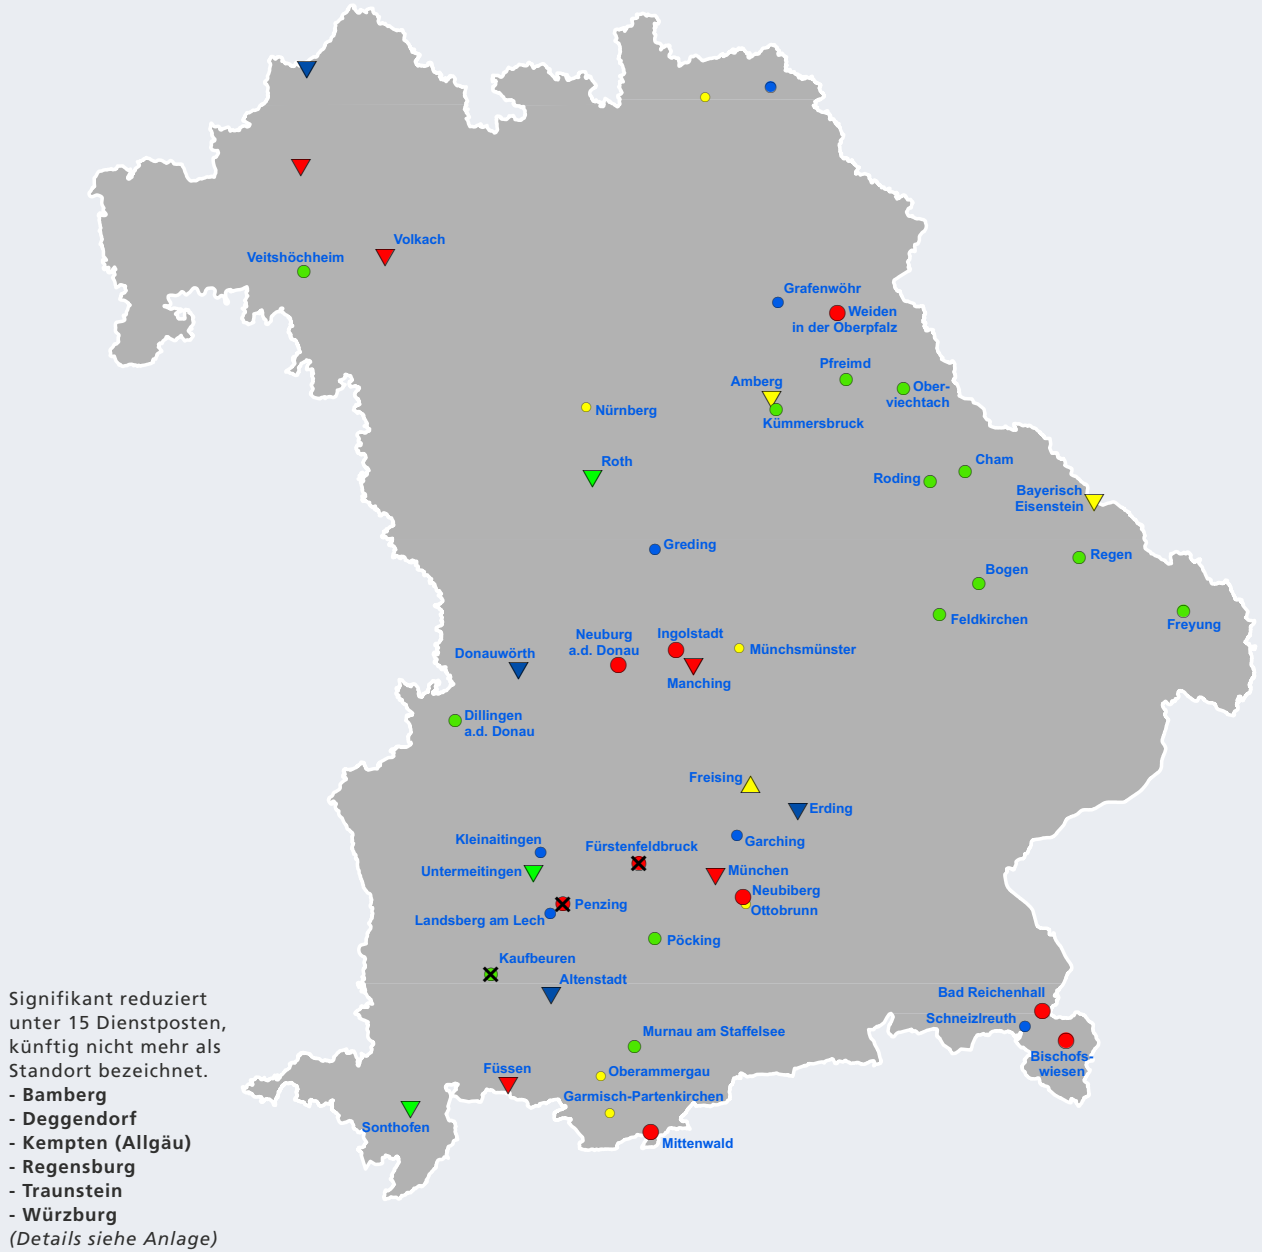 Volkach
Veitshöchheim
Grafenwöhr
Weiden
in der Oberpfalz
Pfreimd
Amberg
Ober-
viechtach
Nürnberg
Kümmersbruck
Roth
Cham
Roding
Bayerisch
Eisenstein
Greding
Regen
Bogen
Feldkirchen
Freyung
Neuburg
a.d. Donau
Ingolstadt
Münchsmünster
Donauwörth
Manching
Dillingen
a.d. Donau
Freising
Erding
Kleinaitingen
Fürstenfeldbruck
Garching
Untermeitingen
München
Neubiberg
Penzing
Ottobrunn
Landsberg am Lech
Pöcking
Kaufbeuren
Altenstadt
Bad Reichenhall
Schneizlreuth
Murnau am Staffelsee
Bischofs-
wiesen
Füssen
Oberammergau
Garmisch-Partenkirchen
Sonthofen
Mittenwald
Signifikant reduziert
unter 15 Dienstposten,
künftig nicht mehr als
Standort bezeichnet.
- Bamberg
- Deggendorf
- Kempten (Allgäu)
- Regensburg
- Traunstein
- Würzburg
(Details siehe Anlage)